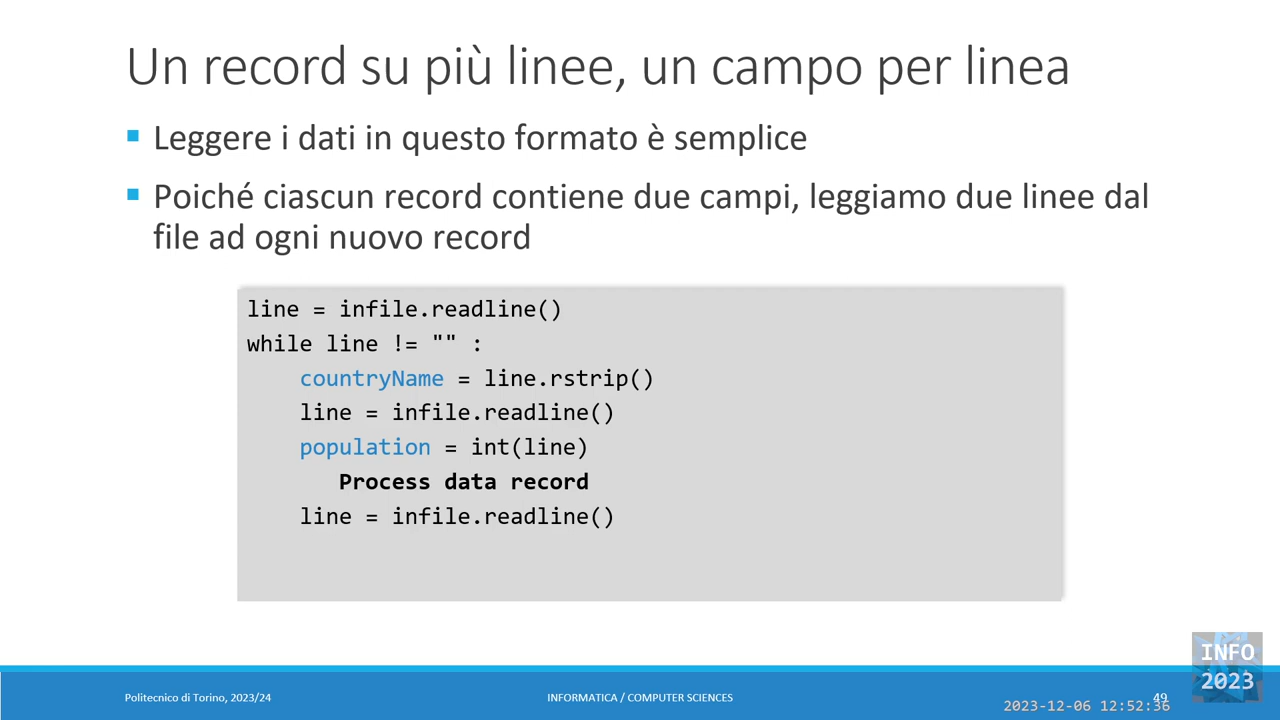 Un record su più linee, un campo per linea
Leggere i dati in questo formato è semplice
Poiché ciascun record contiene due campi, leggiamo due linee dal
file ad ogni nuovo record
line = infile.readline()
while line != "" :
    countryName = line.rstrip()
    line = infile.readline()
    population = int(line)
       Process data record
    line = infile.readline()
Politecnico di Torino, 2023/24
INFORMATICA / COMPUTER SCIENCES
49
2023-12-06 12:52:36
INFO
2023